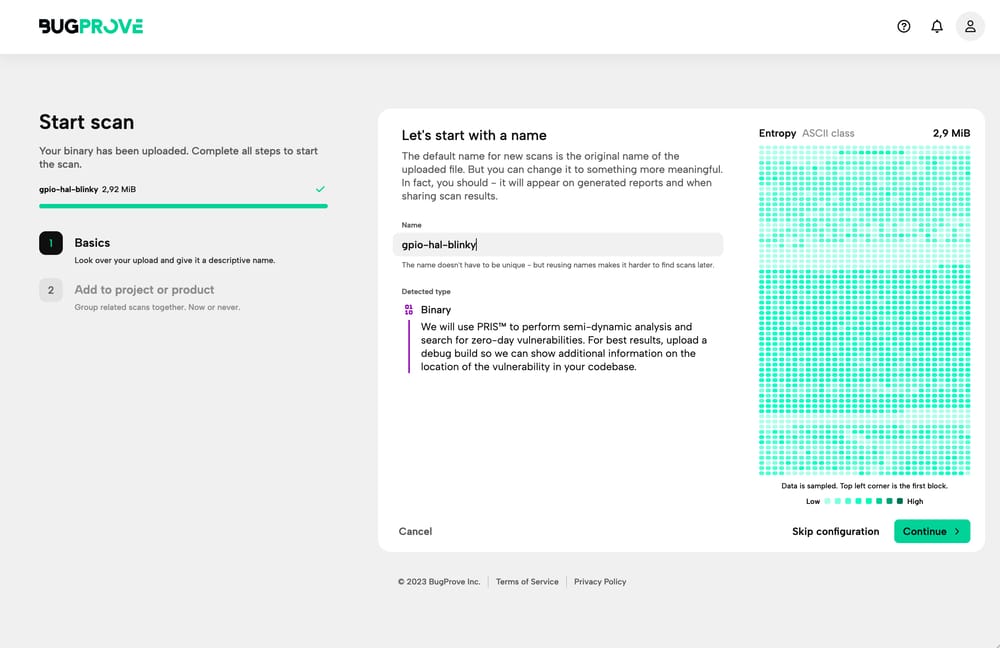 BUGPROVE
Start scan
Your binary has been uploaded. Complete all steps to start
the scan.
gpio-hal-blinky 2,92 MiB
1 Basics
Look over your upload and give it a descriptive name.
2 Add to project or product
Group related scans together. Now or never.
Let's start with a name
The default name for new scans is the original name of the
uploaded file. But you can change it to something more meaningful.
In fact, you should – it will appear on generated reports and when
sharing scan results.
Name
gpio-hal-blinky
The name doesn't have to be unique – but reusing names makes it harder to find scans later.
Detected type
01
10
Binary
We will use PRIS™ to perform semi-dynamic analysis and
search for zero-day vulnerabilities. For best results, upload a
debug build so we can show additional information on the
location of the vulnerability in your codebase.
Entropy ASCII class 2,9 MiB
Data is sampled. Top left corner is the first block.
Low High
Cancel
Skip configuration
Continue
© 2023 BugProve Inc. Terms of Service Privacy Policy